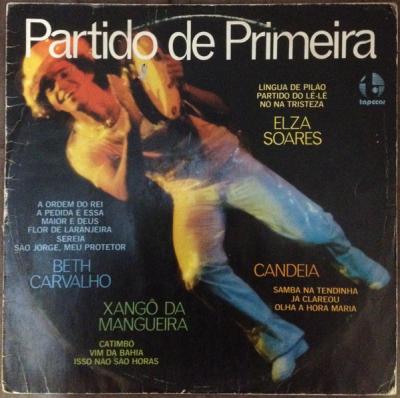 Partido de Primeira
LÍNGUA DE PILÃO
PARTIDO DO LÊ-LÊ
NÓ NA TRISTEZA
tapecar
ELZA
SOARES
A ORDEM DO REI
A PEDIDA É ESSA
MAIOR É DEUS
FLOR DE LARANJEIRA
SEREIA
SÃO JORGE, MEU PROTETOR
BETH
CARVALHO
CANDEIA
SAMBA NA TENDINHA
JÁ CLAREOU
OLHA A HORA MARIA
XANGÔ DA
MANGUEIRA
CATIMBÓ
VIM DA BAHIA
ISSO NÃO SÃO HORAS